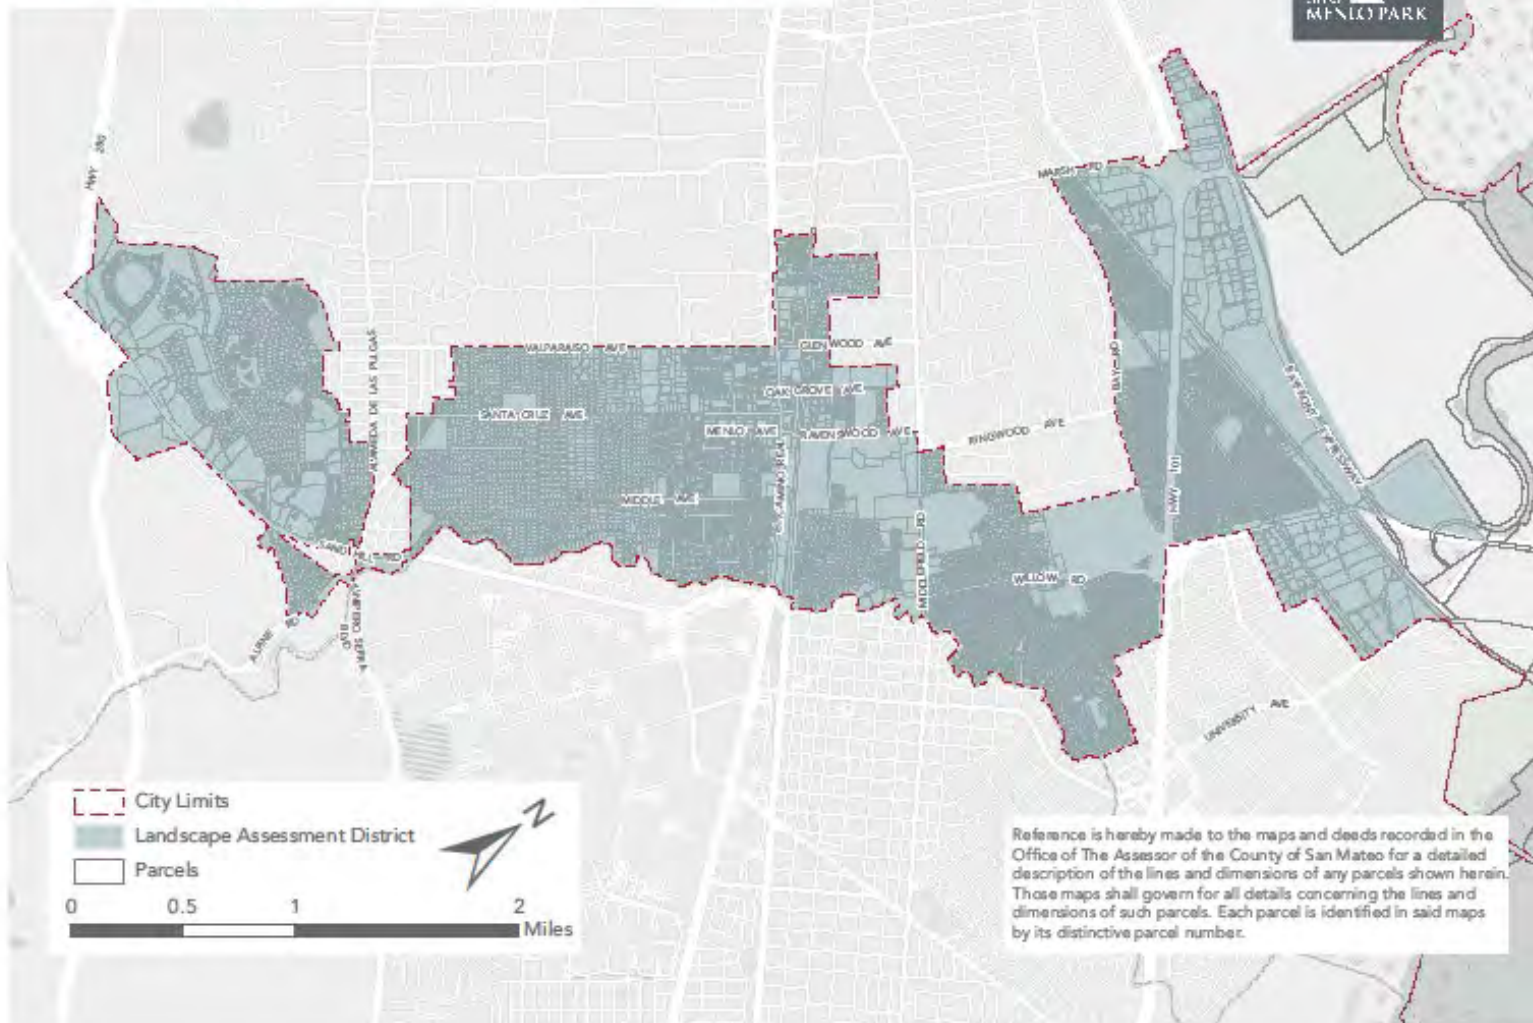 MENLO PARK
HWY 280
MARSH RD
ALAMEDA DE LAS PULGAS
VALPARAISO AVE
GLENWOOD AVE
BAY RD
OAK GROVE AVE
BAYFRONT EXPRESSWAY
SANTA CRUZ AVE
MENLO AVE
RAVENSWOOD AVE
RINGWOOD AVE
EL CAMINO REAL
HWY 101
MIDDLE AVE
SAND HILL RD
MIDDLEFIELD RD
WILLOW RD
ALPINE RD
JUNIPERO SERRA
BLVD
UNIVERSITY AVE
City Limits
Landscape Assessment District
Parcels
N
0 0.5 1 2
Miles
Reference is hereby made to the maps and deeds recorded in the
Office of The Assessor of the County of San Mateo for a detailed
description of the lines and dimensions of any parcels shown herein.
Those maps shall govern for all details concerning the lines and
dimensions of such parcels. Each parcel is identified in said maps
by its distinctive parcel number.